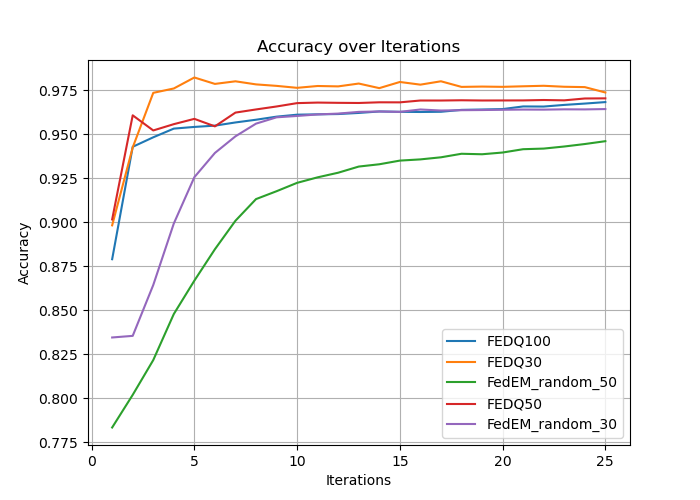 Accuracy over Iterations
Accuracy
0.975
0.950
0.925
0.900
0.875
0.850
0.825
0.800
0.775
0
5
10
15
20
25
Iterations
FEDQ100
FEDQ30
FedEM_random_50
FEDQ50
FedEM_random_30